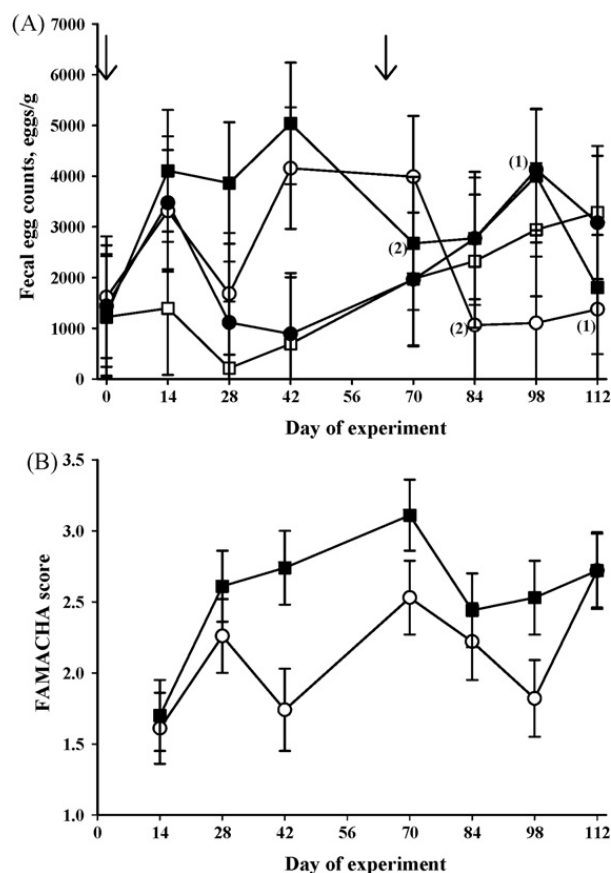 (A)
7000
6000
5000
4000
3000
2000
1000
0
Fecal egg counts, eggs/g
(1)
(2)
(2)
(1)
0 14 28 42 56 70 84 98 112
Day of experiment
(B)
3.5
3.0
2.5
2.0
1.5
1.0
FAMACHA score
0 14 28 42 56 70 84 98 112
Day of experiment